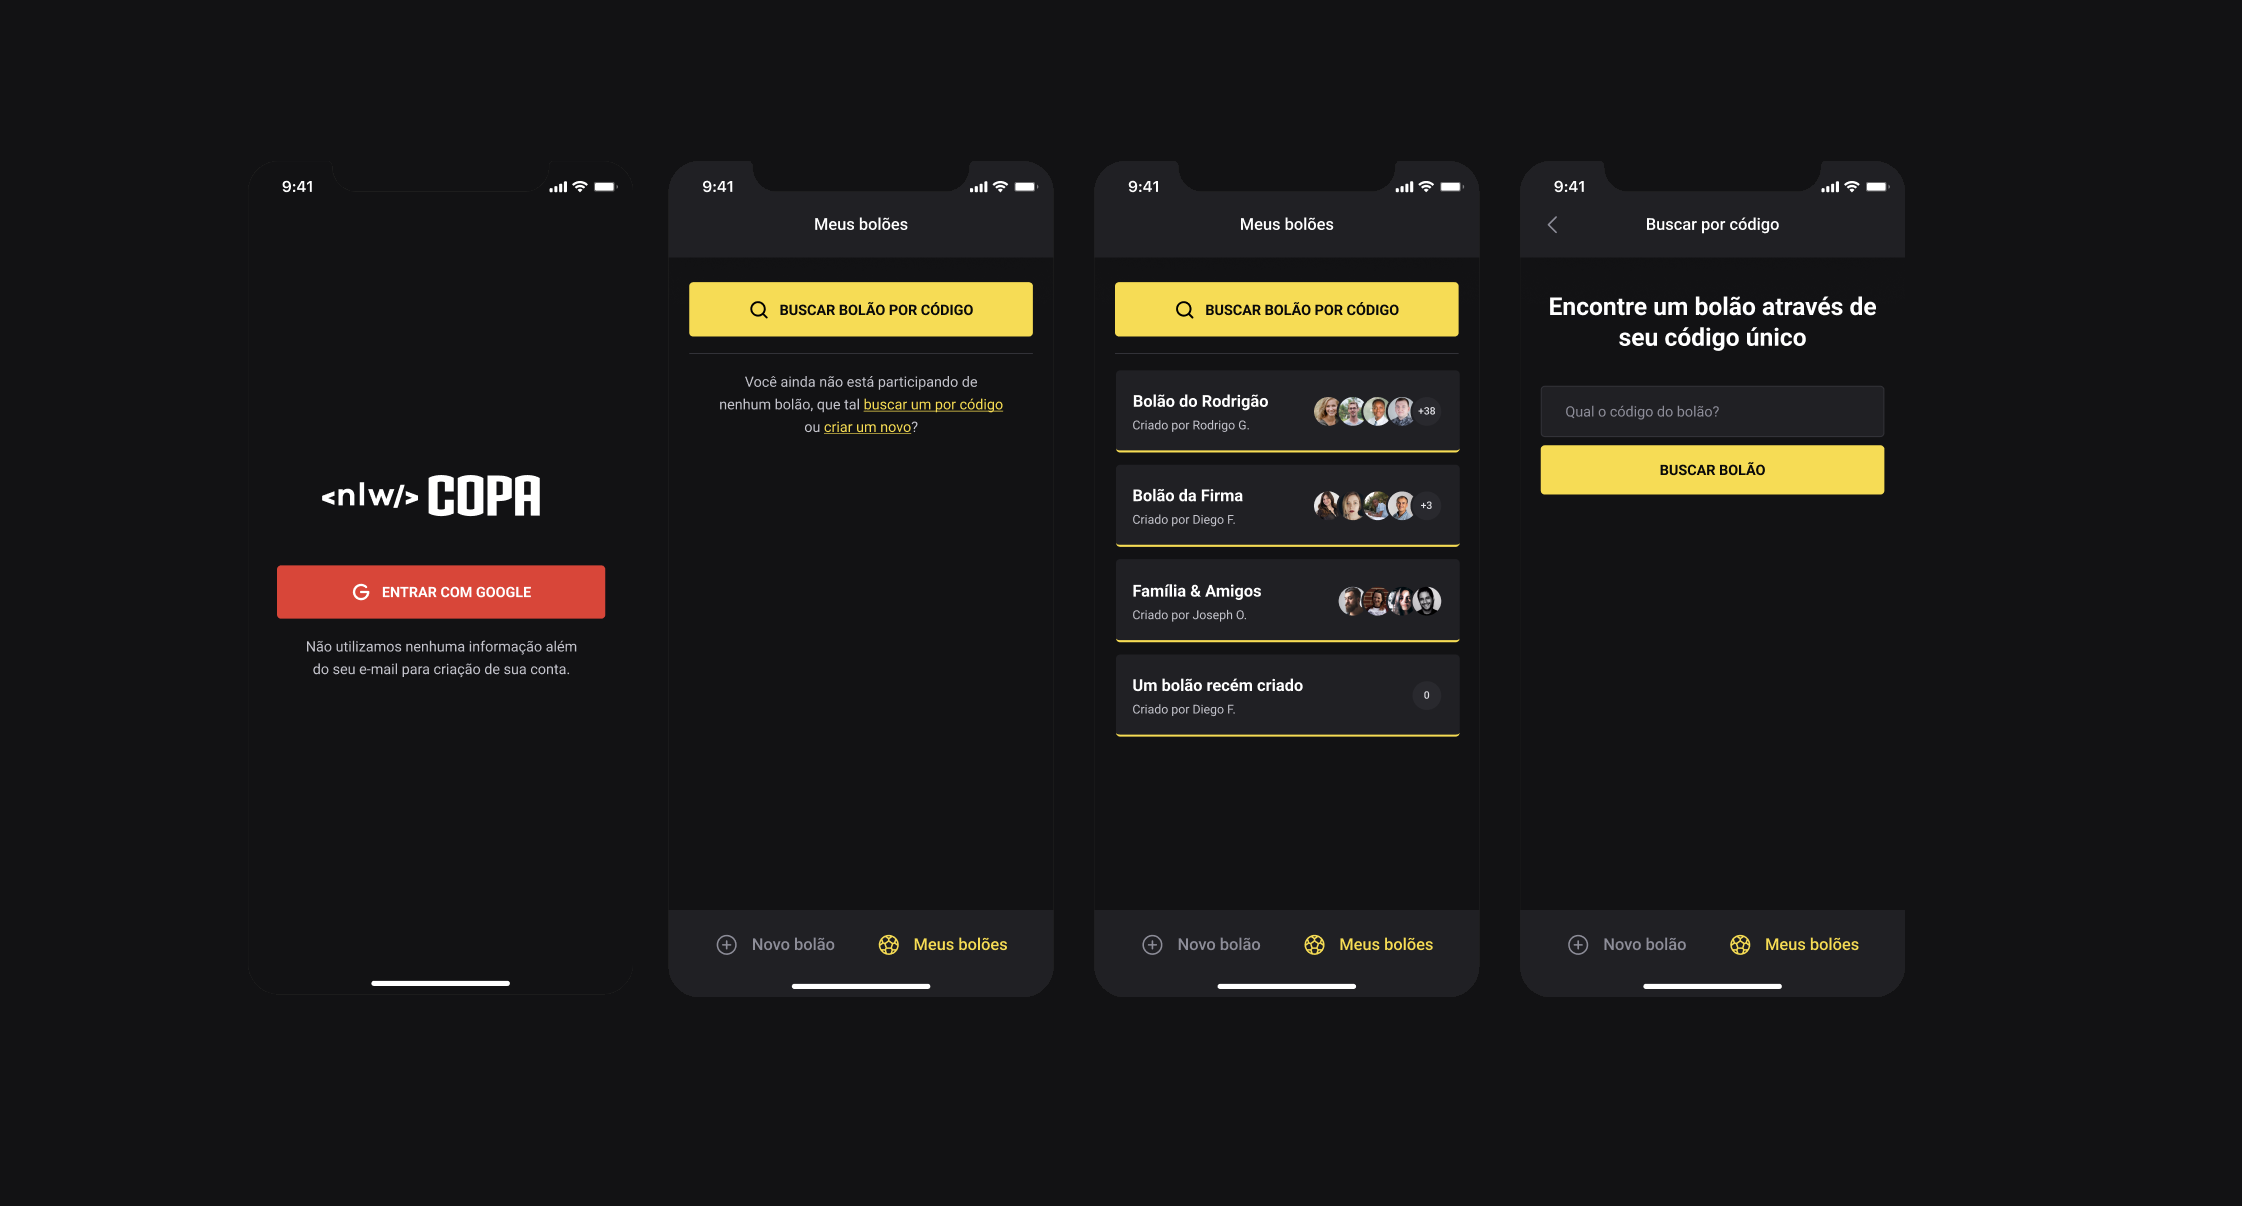 9:41
<nlw/> COPA
ENTRAR COM GOOGLE
Não utilizamos nenhuma informação além
do seu e-mail para criação de sua conta.
9:41
Meus bolões
BUSCAR BOLÃO POR CÓDIGO
Você ainda não está participando de
nenhum bolão, que tal buscar um por código
ou criar um novo?
Novo bolão
Meus bolões
9:41
Meus bolões
BUSCAR BOLÃO POR CÓDIGO
Bolão do Rodrigão
Criado por Rodrigo G.
+38
Bolão da Firma
Criado por Diego F.
+3
Família & Amigos
Criado por Joseph O.
Um bolão recém criado
Criado por Diego F.
0
Novo bolão
Meus bolões
9:41
Buscar por código
Encontre um bolão através de
seu código único
Qual o código do bolão?
BUSCAR BOLÃO
Novo bolão
Meus bolões